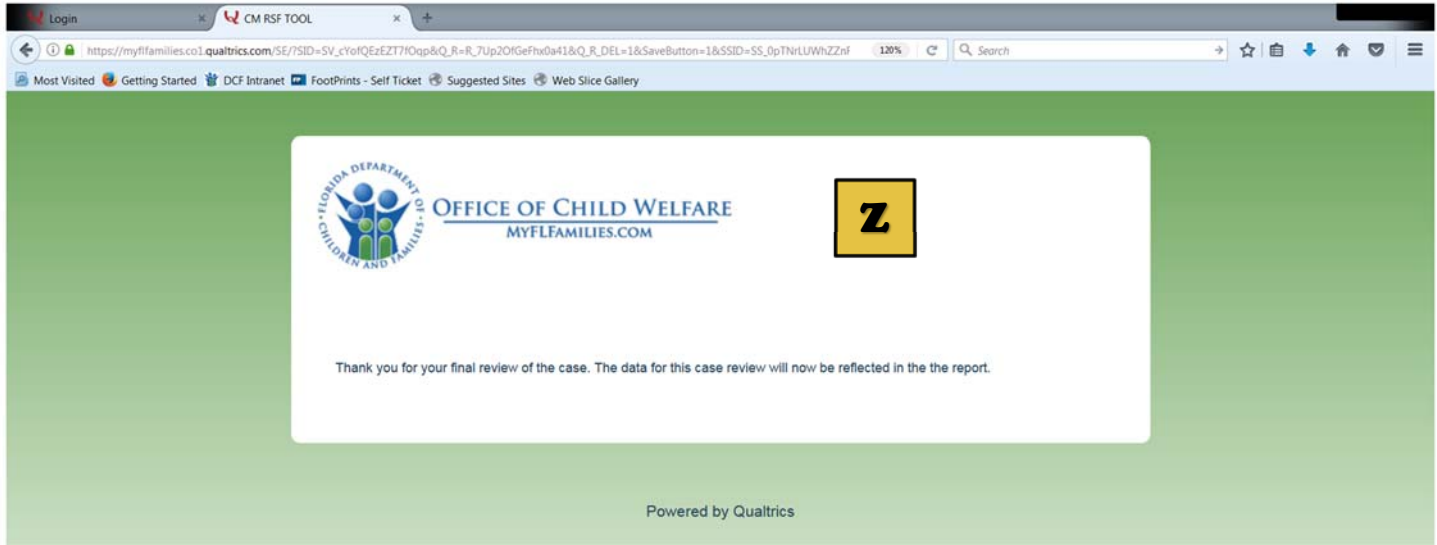 Login
CM RSF TOOL
https://myflfamilies.co1.qualtrics.com/SE/?SID=SV_cYofQEzEZT7fOqp&Q_R=R_7Up2OfGeFhx0a41&Q_R_DEL=1&SaveButton=1&SSID=SS_0pTNrLUWhZZnF 120% Search
Most Visited Getting Started DCF Intranet FootPrints - Self Ticket Suggested Sites Web Slice Gallery
FLORIDA DEPARTMENT OF CHILDREN AND FAMILIES
OFFICE OF CHILD WELFARE
MYFLFAMILIES.COM
Z
Thank you for your final review of the case. The data for this case review will now be reflected in the the report.
Powered by Qualtrics